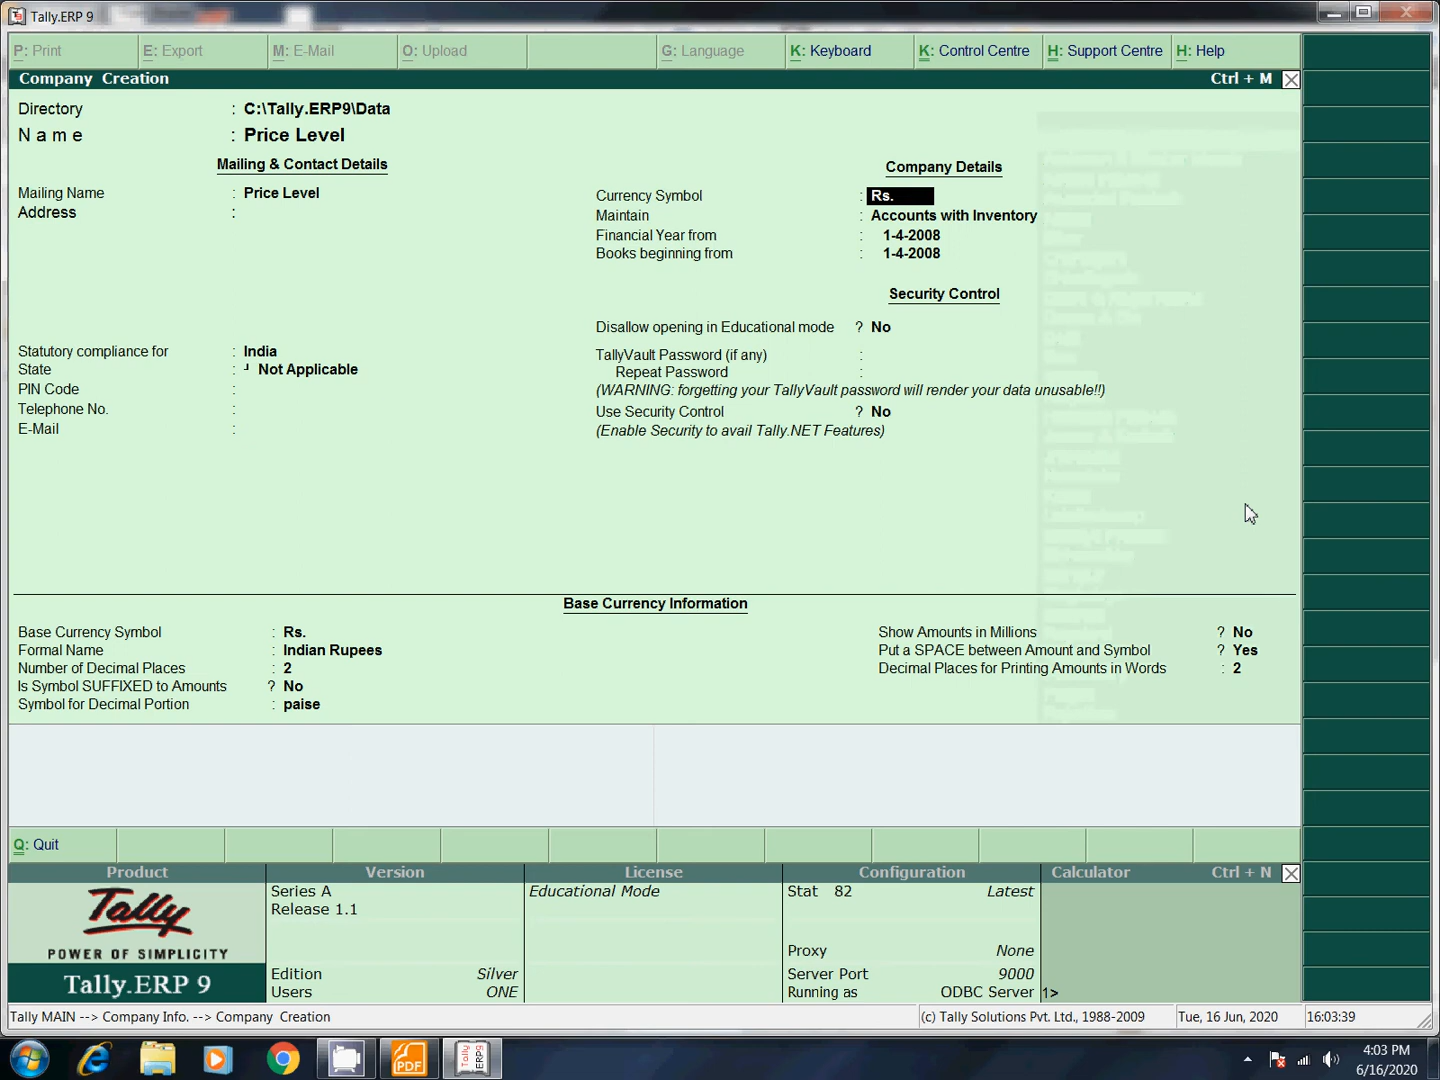 Tally.ERP 9
P: Print
E: Export
M: E-Mail
O: Upload
G: Language
K: Keyboard
K: Control Centre
H: Support Centre
H: Help
Company Creation
Ctrl + M
Directory : C:\Tally.ERP9\Data
Name : Price Level
Mailing & Contact Details
Mailing Name : Price Level
Address :
Statutory compliance for : India
State : Not Applicable
PIN Code :
Telephone No. :
E-Mail :
Company Details
Currency Symbol : Rs.
Maintain : Accounts with Inventory
Financial Year from : 1-4-2008
Books beginning from : 1-4-2008
Security Control
Disallow opening in Educational mode ? No
TallyVault Password (if any) :
Repeat Password :
(WARNING: forgetting your TallyVault password will render your data unusable!!)
Use Security Control ? No
(Enable Security to avail Tally.NET Features)
Base Currency Information
Base Currency Symbol : Rs.
Formal Name : Indian Rupees
Number of Decimal Places : 2
Is Symbol SUFFIXED to Amounts ? No
Symbol for Decimal Portion : paise
Show Amounts in Millions ? No
Put a SPACE between Amount and Symbol ? Yes
Decimal Places for Printing Amounts in Words : 2
Q: Quit
Product
Tally
POWER OF SIMPLICITY
Tally.ERP 9
Version
Series A
Release 1.1
Edition Silver
Users ONE
License
Educational Mode
Configuration
Stat 82 Latest
Proxy None
Server Port 9000
Running as ODBC Server
Calculator Ctrl + N
1>
Tally MAIN --> Company Info. --> Company Creation
(c) Tally Solutions Pvt. Ltd., 1988-2009
Tue, 16 Jun, 2020
16:03:39
PDF
Tally
ERP9
4:03 PM
6/16/2020